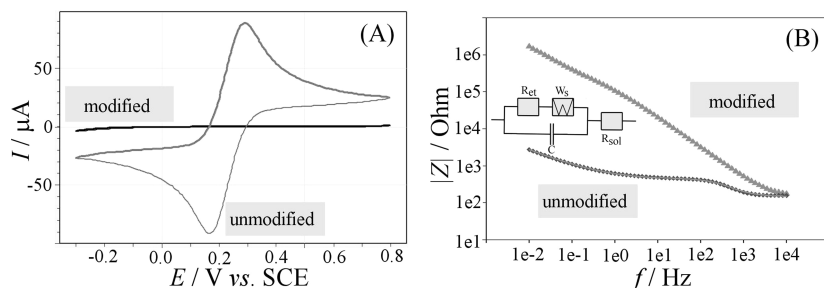 (A)
50
0
-50
I / µA
modified
unmodified
-0.2 0.0 0.2 0.4 0.6 0.8
E / V vs. SCE
(B)
1e6
1e5
1e4
1e3
1e2
1e1
|Z| / Ohm
Ret Ws
C
Rsol
modified
unmodified
1e-2 1e-1 1e0 1e1 1e2 1e3 1e4
f / Hz